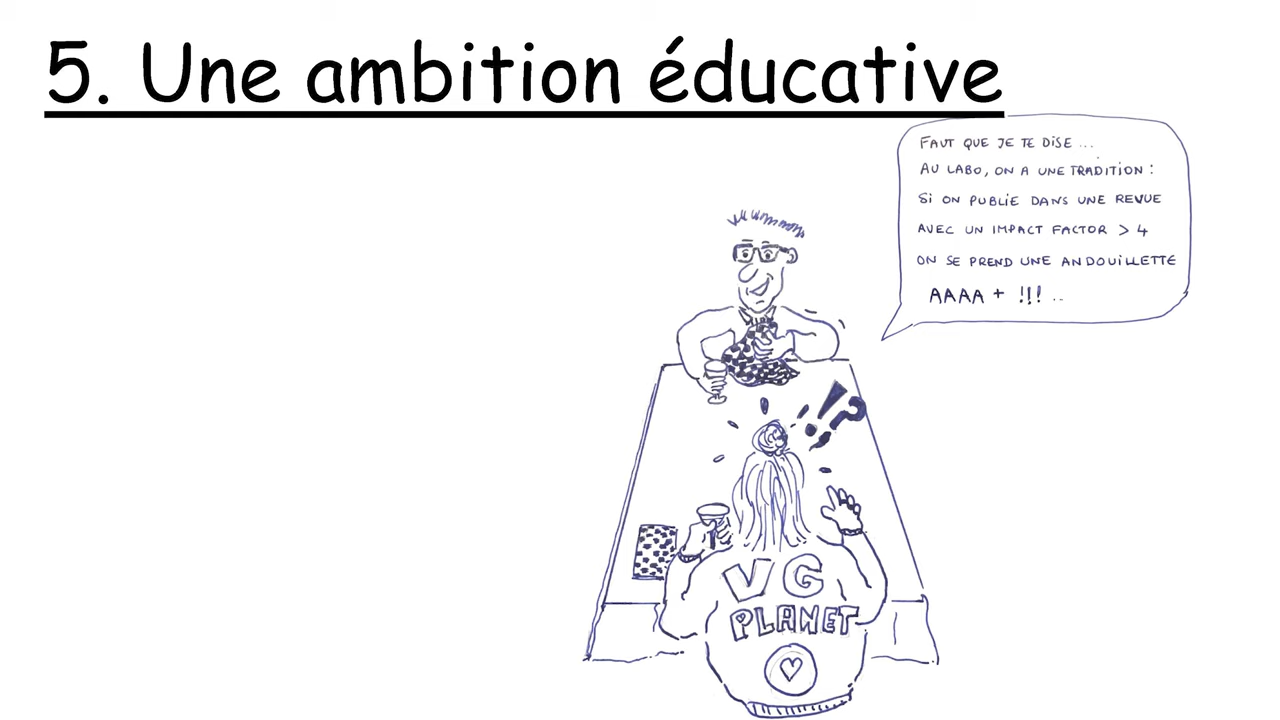 5. Une ambition éducative
FAUT QUE JE TE DISE ...
AU LABO, ON A UNE TRADITION :
Si ON PUBLIE DANS UNE REVUE
AVEC UN IMPACT FACTOR > 4
ON SE PREND UNE ANDOUILLETTE
AAAA + !!! ..
!?
VG
PLANET